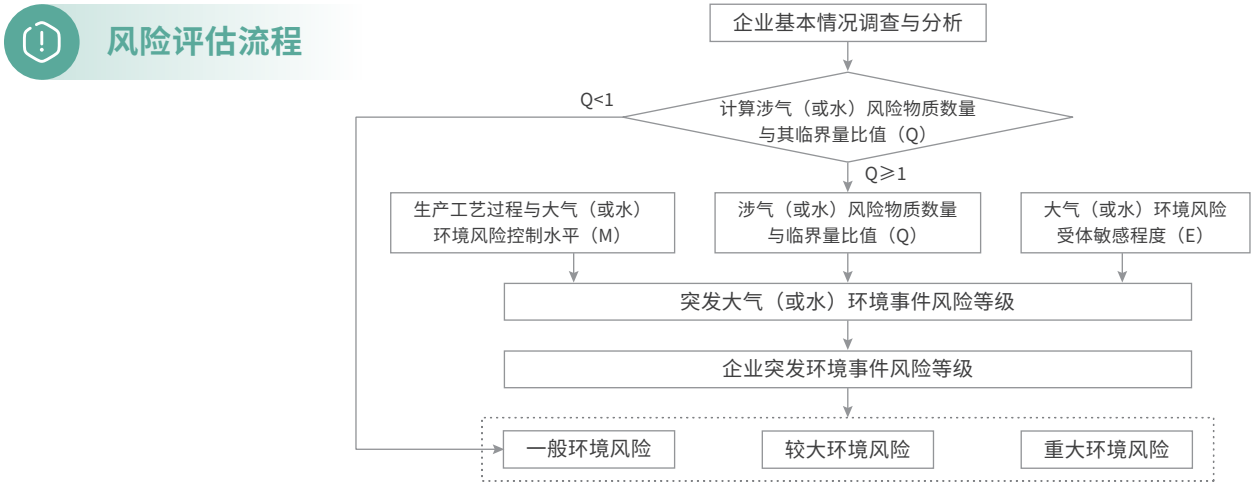 风险评估流程
企业基本情况调查与分析
Q<1
计算涉气（或水）风险物质数量
与其临界量比值（Q）
Q≥1
生产工艺过程与大气（或水）
环境风险控制水平（M）
涉气（或水）风险物质数量
与临界量比值（Q）
大气（或水）环境风险
受体敏感程度（E）
突发大气（或水）环境事件风险等级
企业突发环境事件风险等级
一般环境风险
较大环境风险
重大环境风险